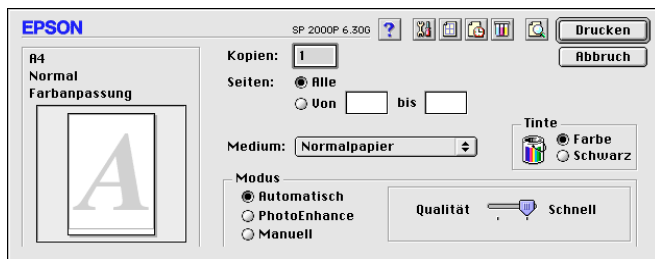 EPSON
SP 2000P 6.30G
?
Drucken
Abbruch
A4
Normal
Farbanpassung
A
Kopien: 1
Seiten: Alle
Von bis
Medium: Normalpapier
Tinte
Farbe
Schwarz
Modus
Automatisch
PhotoEnhance
Manuell
Qualität Schnell